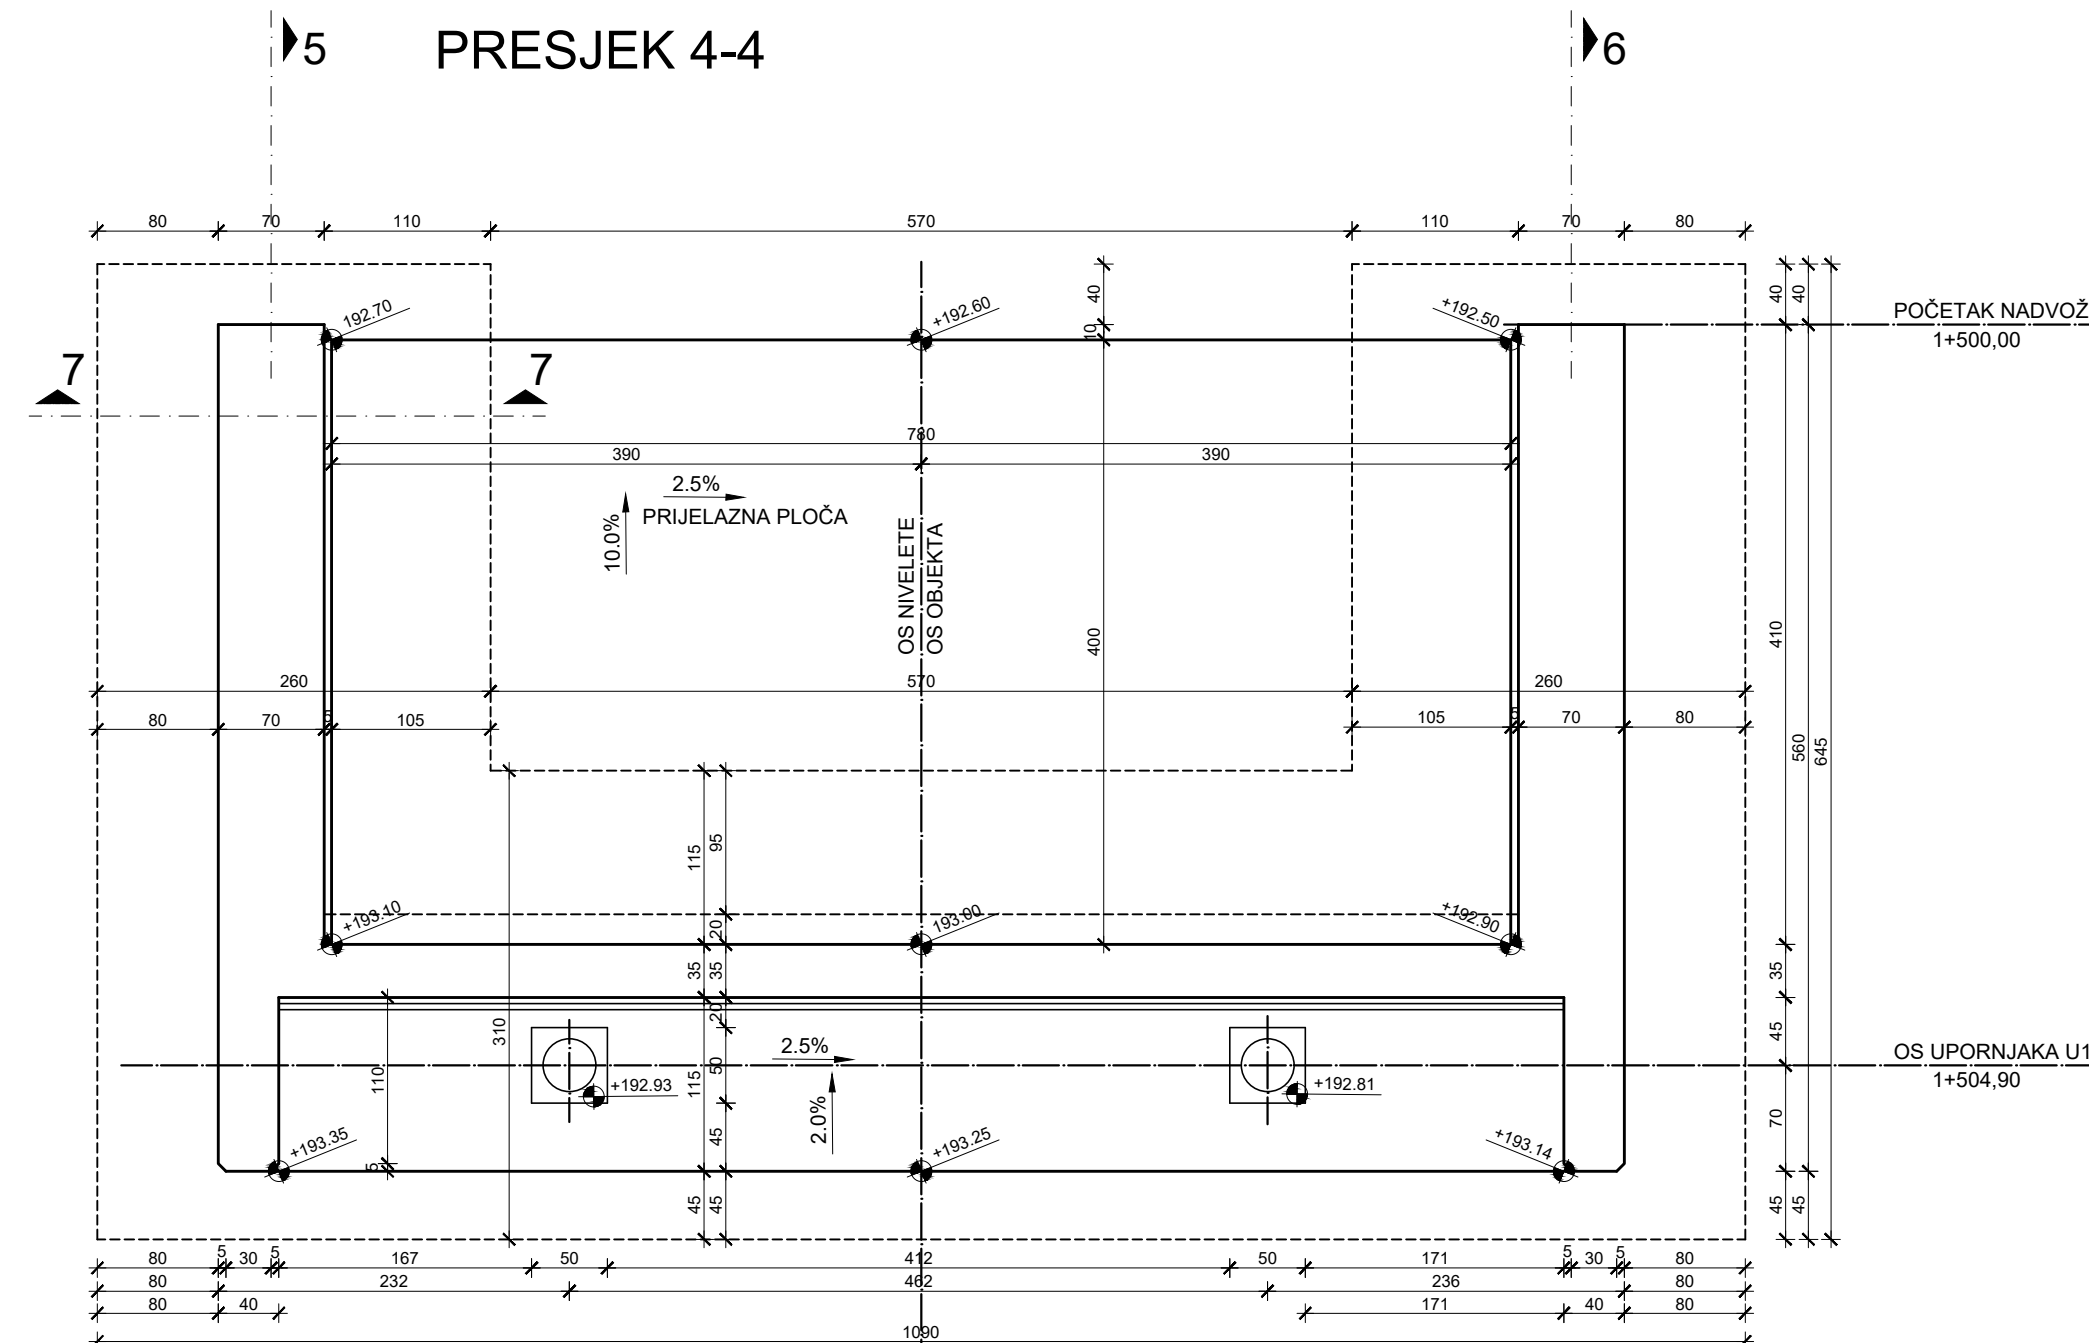 5 PRESJEK 4-4 6
80 70 110 570 110 70 80
192.70 +192.60 +192.50
40 10
40 40
POČETAK NADVOŽ
1+500,00
7 7
780
390 390
2.5%
10.0% PRIJELAZNA PLOČA
OS NIVELETE
OS OBJEKTA
400
410
260 570 260
80 70 5 105 105 5 70 80
560 645
115 95
+193.10 193.00 +192.90
20
35 35 35
310 20
45
OS UPORNJAKA U1
1+504,90
110 115 50
2.5%
+192.93 +192.81
2.0%
70
45
+193.35 +193.25 +193.14
5
45 45 45 45
80 5 30 5 167 50 412 50 171 5 30 5 80
80 232 462 236 80
80 40 171 40 80
1090